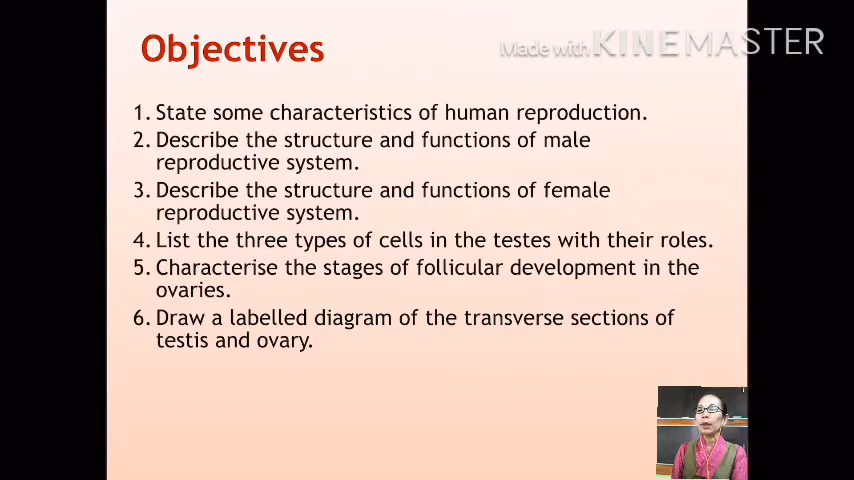 Objectives
Made with KINEMASTER
1. State some characteristics of human reproduction.
2. Describe the structure and functions of male
reproductive system.
3. Describe the structure and functions of female
reproductive system.
4. List the three types of cells in the testes with their roles.
5. Characterise the stages of follicular development in the
ovaries.
6. Draw a labelled diagram of the transverse sections of
testis and ovary.